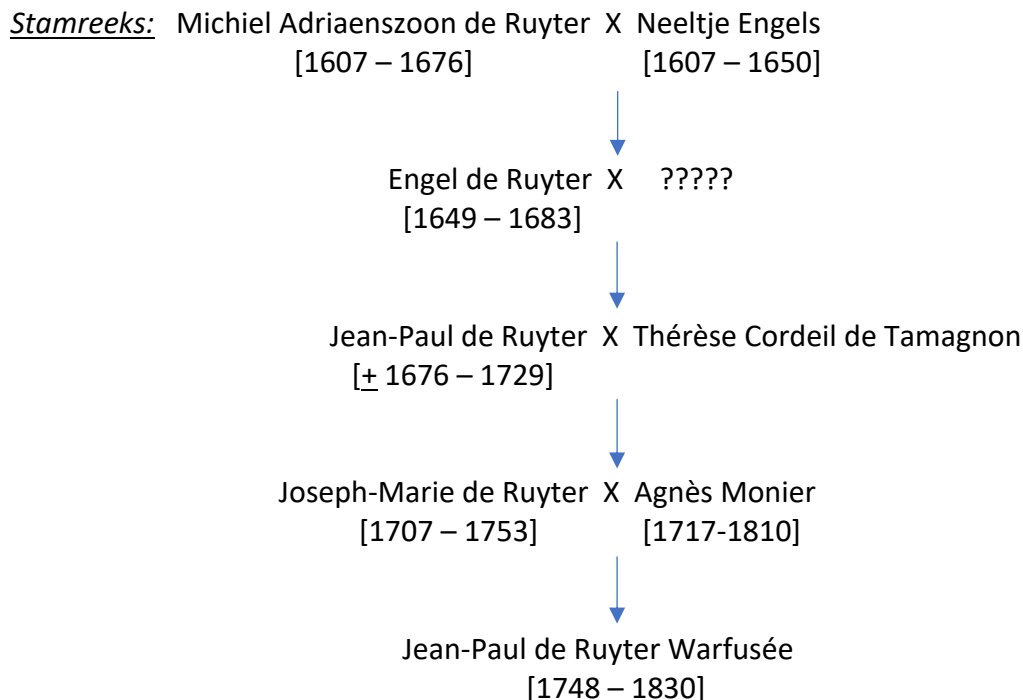 Stamreeks: Michiel Adriaenszoon de Ruyter X Neeltje Engels
[1607 – 1676] [1607 – 1650]
Engel de Ruyter X ?????
[1649 – 1683]
Jean-Paul de Ruyter X Thérèse Cordeil de Tamagnon
[± 1676 – 1729]
Joseph-Marie de Ruyter X Agnès Monier
[1707 – 1753] [1717-1810]
Jean-Paul de Ruyter Warfusée
[1748 – 1830]